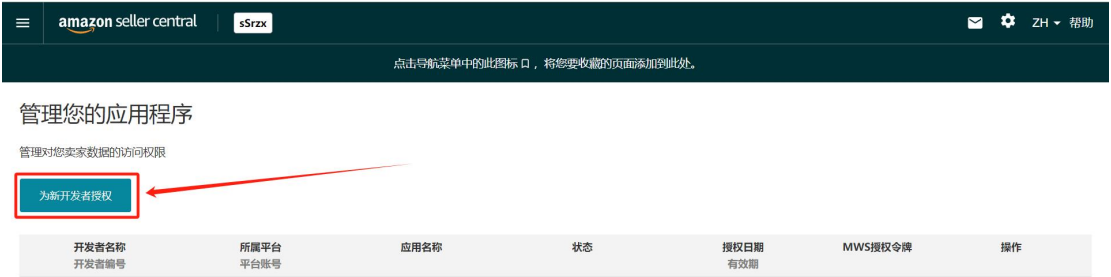 amazon seller central sSrzx ZH 帮助
点击导航菜单中的此图标 口，将您要收藏的页面添加到此处。
管理您的应用程序
管理对您卖家数据的访问权限
为新开发者授权
开发者名称 所属平台 应用名称 状态 授权日期 MWS授权令牌 操作
开发者编号 平台账号 有效期